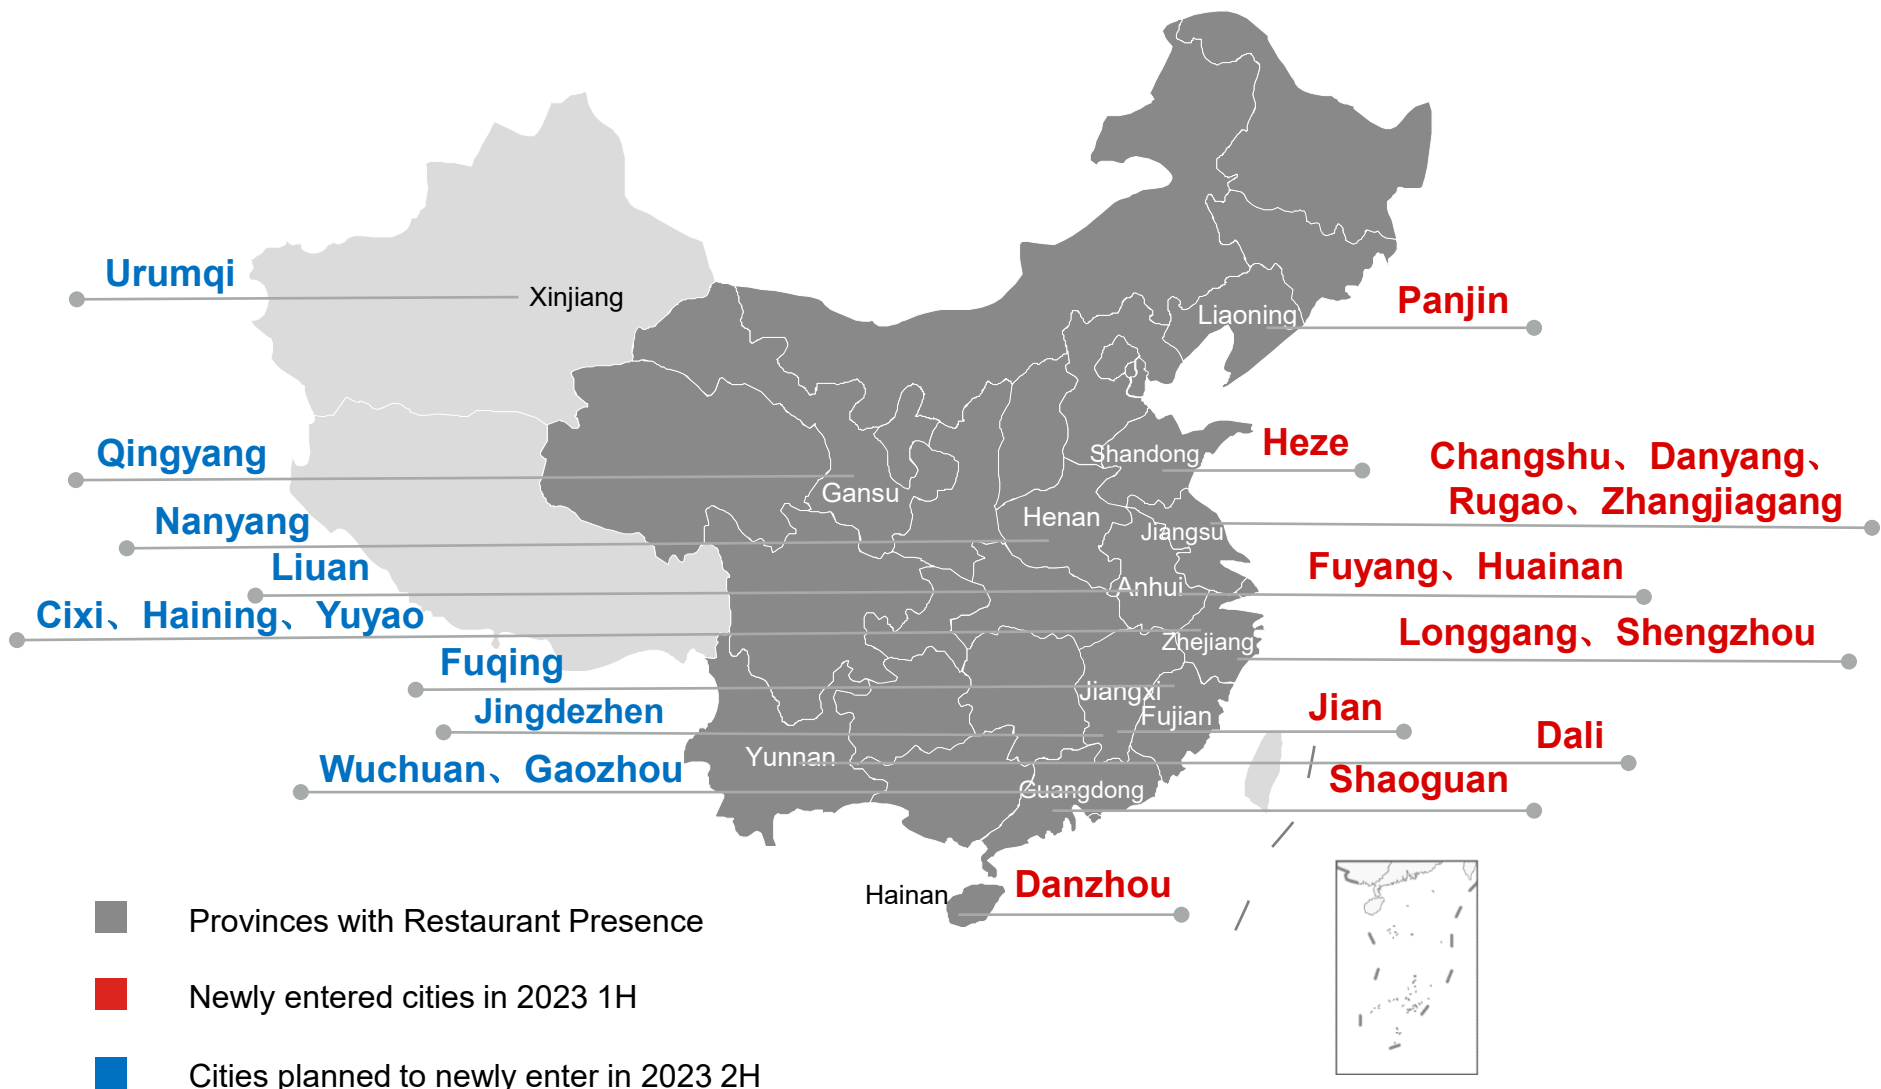 Urumqi
Xinjiang
Liaoning
Panjin
Qingyang
Gansu
Shandong
Heze
Changshu、Danyang、
Rugao、Zhangjiagang
Nanyang
Henan
Jiangsu
Liuan
Anhui
Fuyang、Huainan
Cixi、Haining、Yuyao
Zhejiang
Longgang、Shengzhou
Fuqing
Jiangxi
Jingdezhen
Fujian
Jian
Dali
Yunnan
Wuchuan、Gaozhou
Guangdong
Shaoguan
Hainan
Danzhou
Provinces with Restaurant Presence
Newly entered cities in 2023 1H
Cities planned to newly enter in 2023 2H